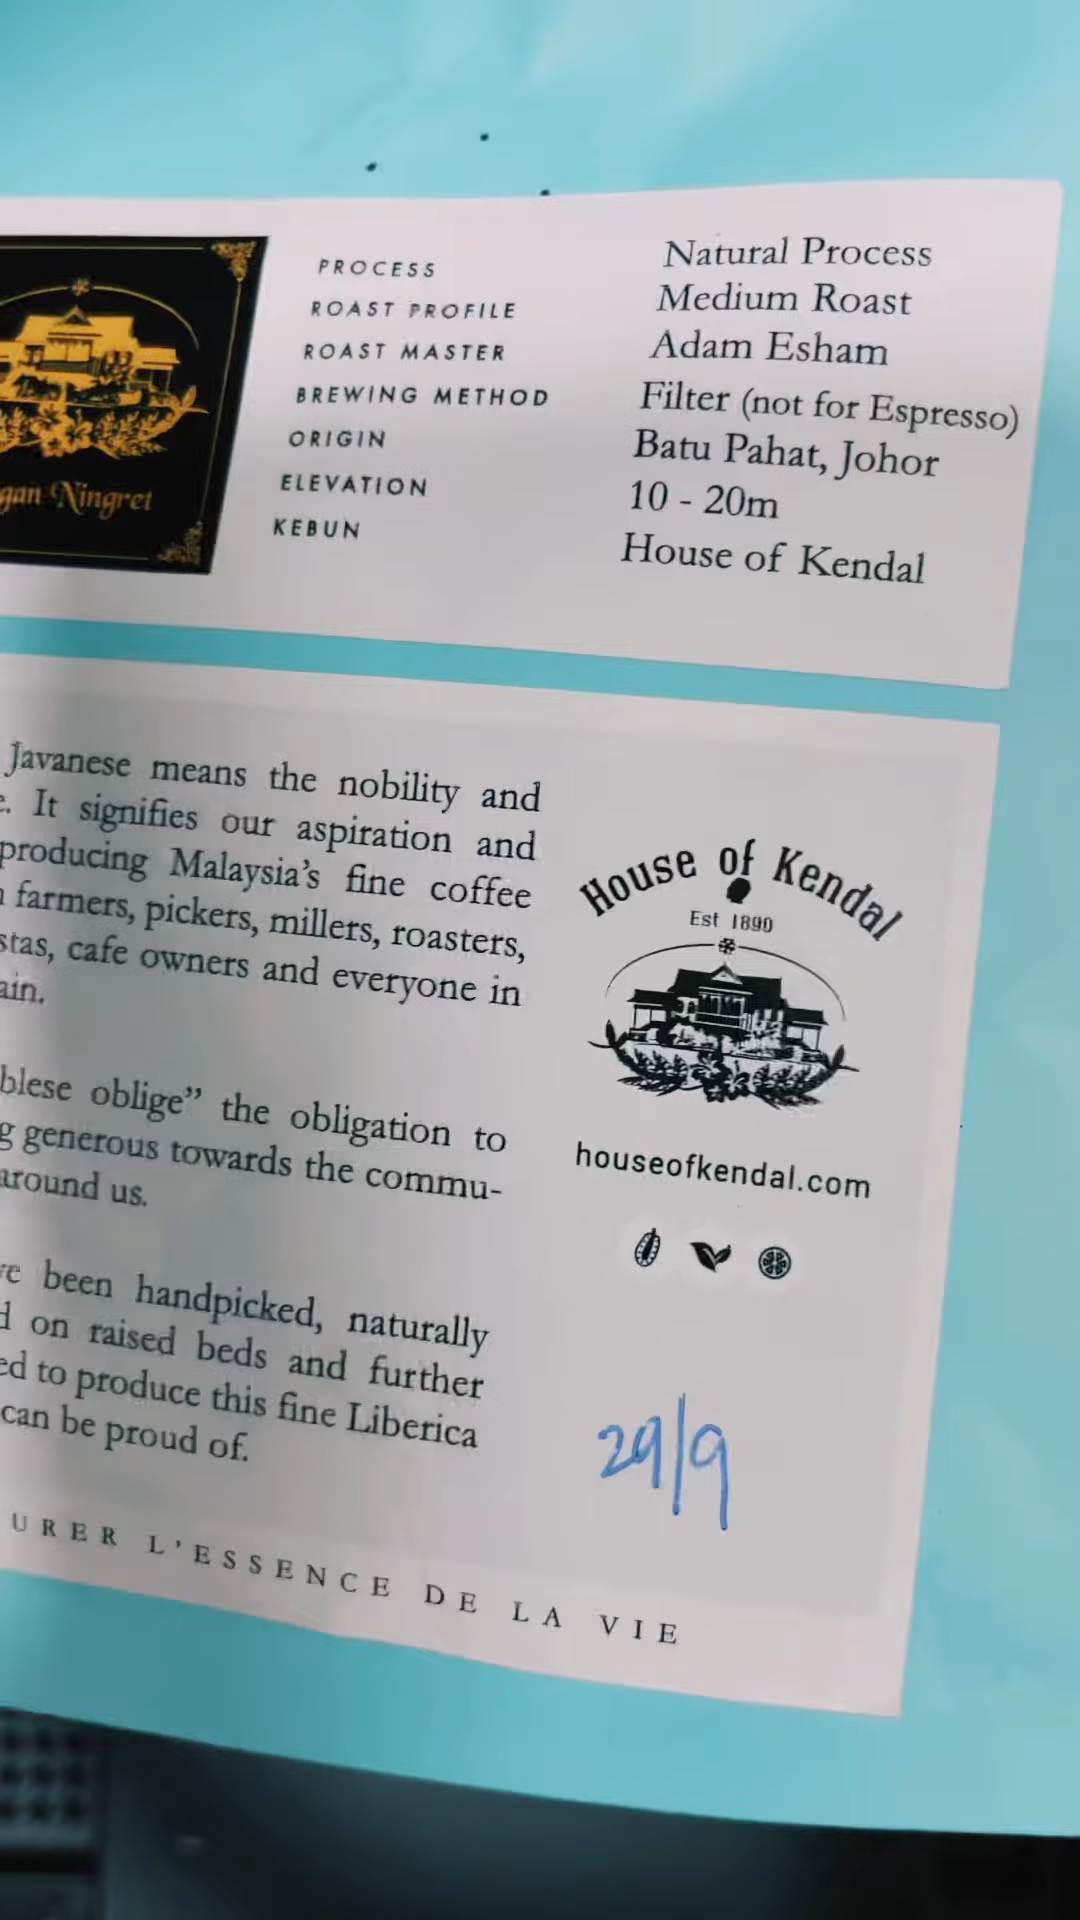 PROCESS Natural Process
ROAST PROFILE Medium Roast
ROAST MASTER Adam Esham
BREWING METHOD Filter (not for Espresso)
ORIGIN Batu Pahat, Johor
ELEVATION 10 - 20m
KEBUN House of Kendal
gan Ningret
Javanese means the nobility and
e. It signifies our aspiration and
producing Malaysia's fine coffee
farmers, pickers, millers, roasters,
stas, cafe owners and everyone in
ain.
blese oblige” the obligation to
g generous towards the commu-
around us.
ve been handpicked, naturally
d on raised beds and further
ed to produce this fine Liberica
can be proud of.
House of Kendal
Est 1890
houseofkendal.com
29/9
URER L'ESSENCE DE LA VIE